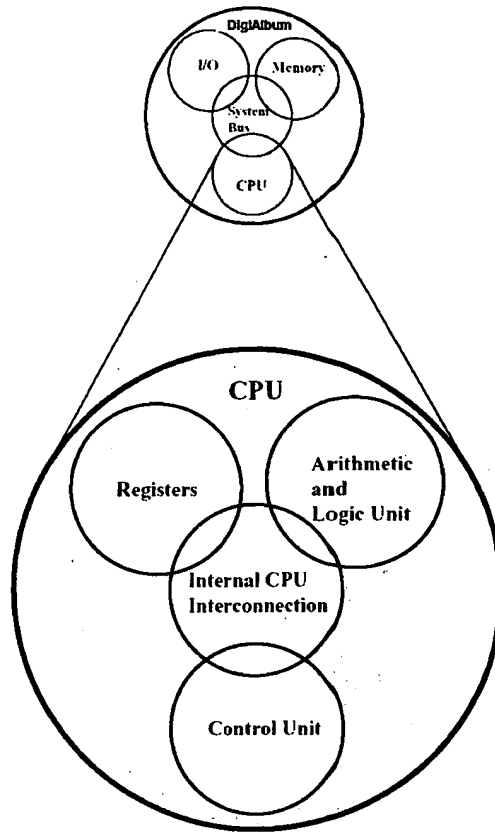 DigiAlbum
I/O
Memory
System
Bus
CPU
CPU
Registers
Arithmetic
and
Logic Unit
Internal CPU
Interconnection
Control Unit